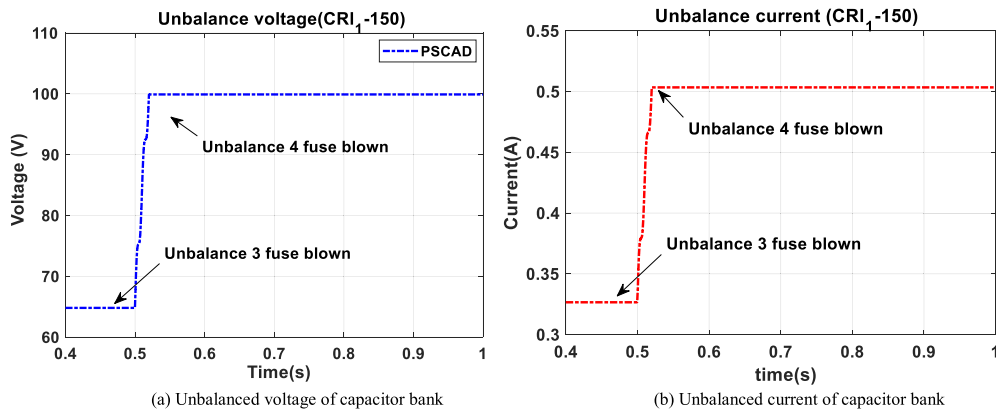 Unbalance voltage(CRI1-150)
110
100
90
80
70
60
Voltage (V)
PSCAD
Unbalance 4 fuse blown
Unbalance 3 fuse blown
0.4 0.5 0.6 0.7 0.8 0.9 1
Time(s)
(a) Unbalanced voltage of capacitor bank
Unbalance current (CRI1-150)
0.55
0.5
0.45
0.4
0.35
0.3
Current(A)
Unbalance 4 fuse blown
Unbalance 3 fuse blown
0.4 0.5 0.6 0.7 0.8 0.9 1
time(s)
(b) Unbalanced current of capacitor bank